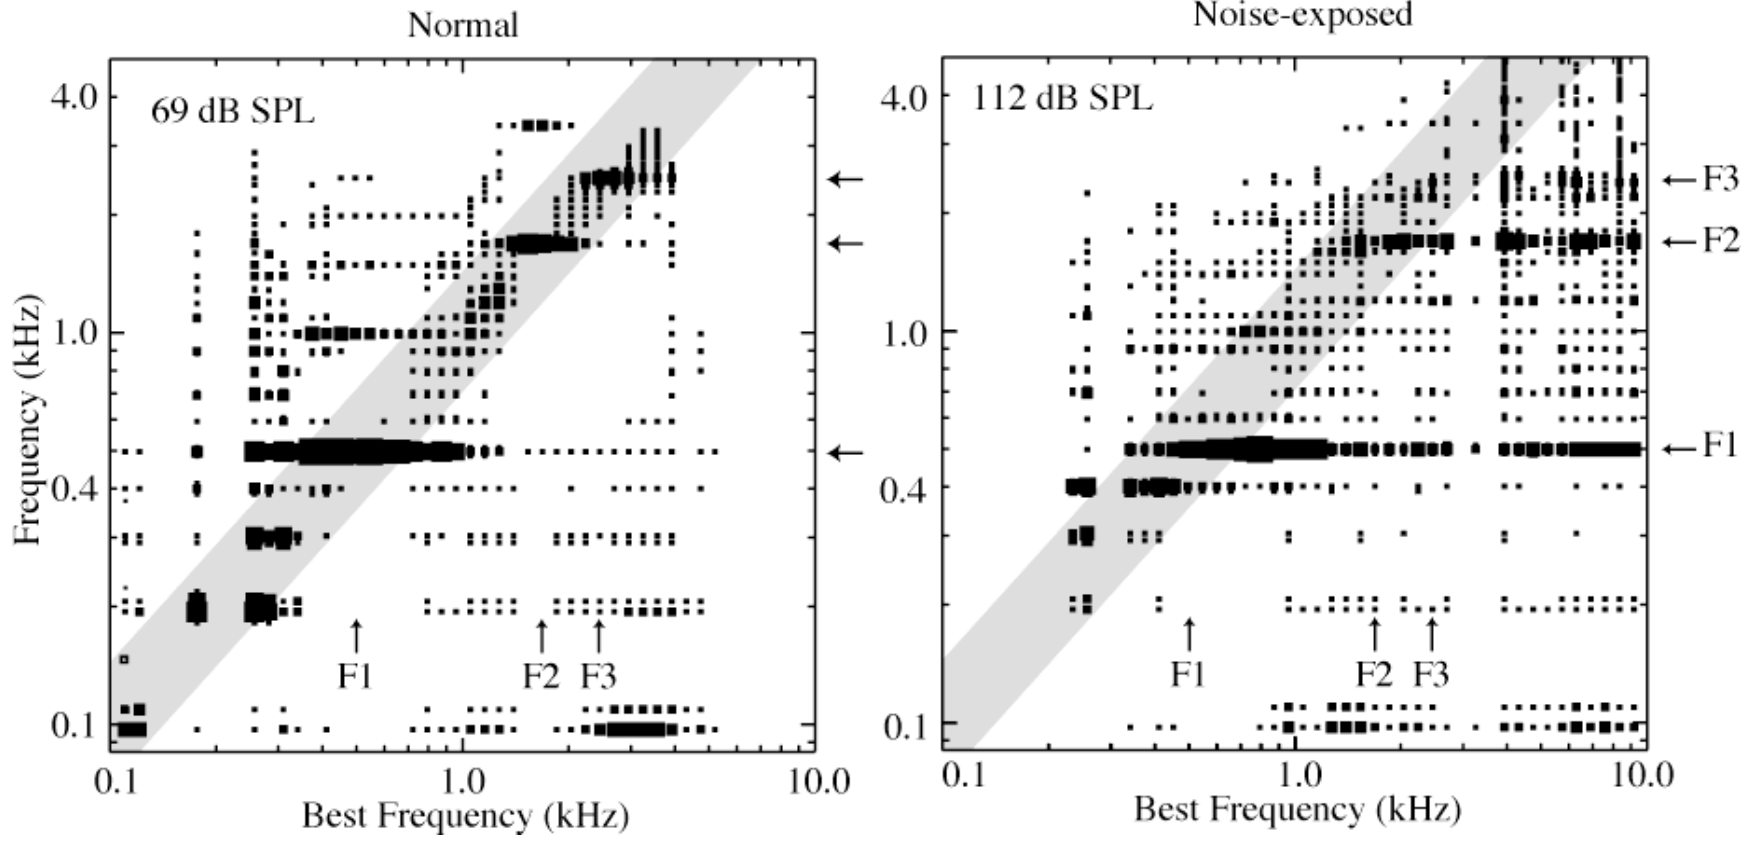 Normal
69 dB SPL
4.0
1.0
0.4
0.1
Frequency (kHz)
F1
F2
F3
0.1
1.0
10.0
Best Frequency (kHz)
Noise-exposed
112 dB SPL
4.0
1.0
0.4
0.1
F3
F2
F1
F1
F2
F3
0.1
1.0
10.0
Best Frequency (kHz)